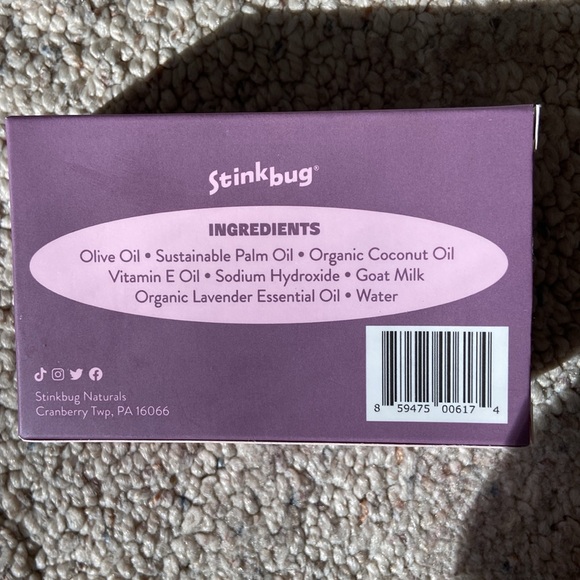 Stinkbug®
INGREDIENTS
Olive Oil • Sustainable Palm Oil • Organic Coconut Oil
Vitamin E Oil • Sodium Hydroxide • Goat Milk
Organic Lavender Essential Oil • Water
Stinkbug Naturals
Cranberry Twp, PA 16066
8 59475 00617 4